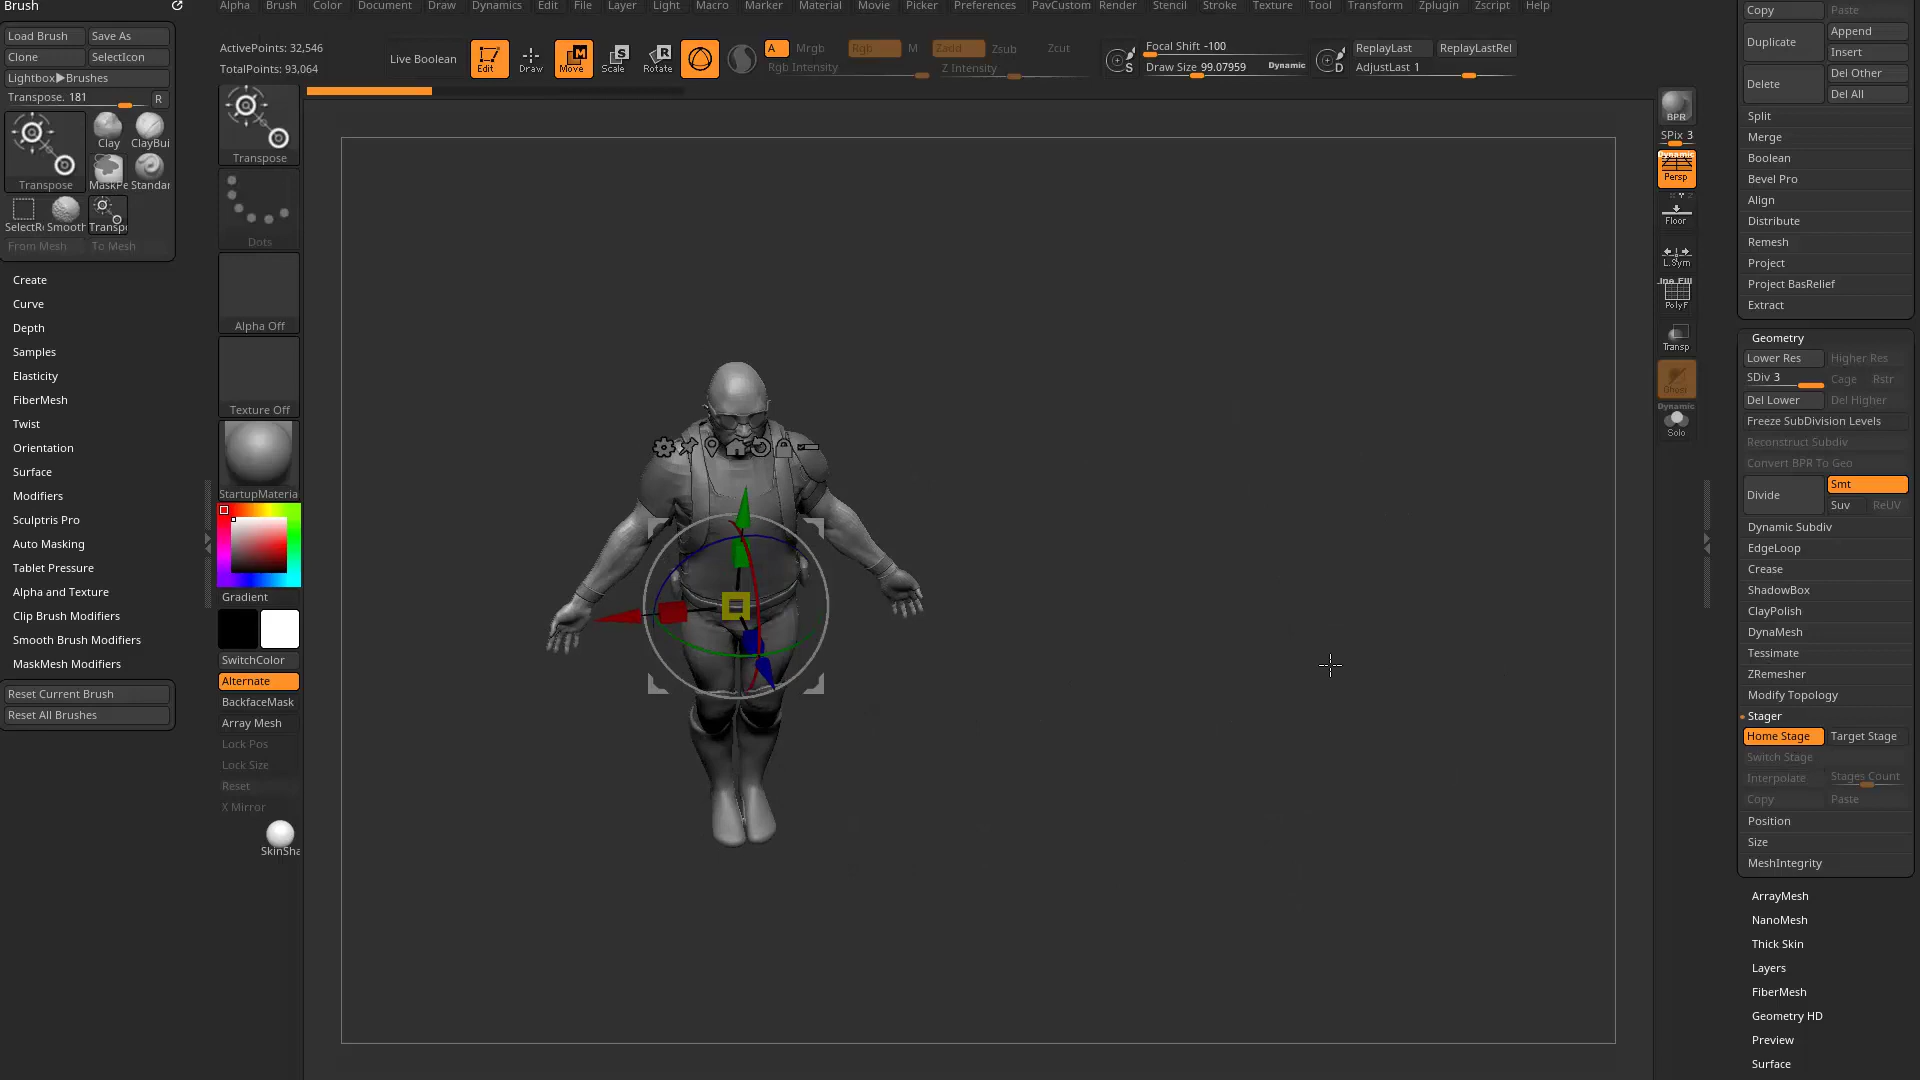 Brush
Alpha Brush Color Document Draw Dynamics Edit File Layer Light Macro Marker Material Movie Picker Preferences PavCustom Render Stencil Stroke Texture Tool Transform Zplugin Zscript Help
Load Brush Save As
Clone SelectIcon
Lightbox▶Brushes
Transpose. 181 R
Clay ClayBui
Transpose MaskPe Standar
SelectR Smooth Transp
From Mesh To Mesh
Create
Curve
Depth
Samples
Elasticity
FiberMesh
Twist
Orientation
Surface
Modifiers
Sculptris Pro
Auto Masking
Tablet Pressure
Alpha and Texture
Clip Brush Modifiers
Smooth Brush Modifiers
MaskMesh Modifiers
Reset Current Brush
Reset All Brushes
ActivePoints: 32,546
TotalPoints: 93,064
Live Boolean
Edit Draw Move Scale Rotate
A Mrgb Rgb M Zadd Zsub Zcut
Rgb Intensity Z Intensity
S Focal Shift -100
Draw Size 99.07959 Dynamic
D ReplayLast ReplayLastRel
AdjustLast 1
Transpose
Dots
Alpha Off
Texture Off
StartupMateria
Gradient
SwitchColor
Alternate
BackfaceMask
Array Mesh
Lock Pos
Lock Size
Reset
X Mirror
SkinSha
BPR
SPix 3
Dynamic
Persp
Floor
L.Sym
Line Fill
PolyF
Transp
Ghost
Dynamic
Solo
Copy Paste
Duplicate Append
Insert
Delete Del Other
Del All
Split
Merge
Boolean
Bevel Pro
Align
Distribute
Remesh
Project
Project BasRelief
Extract
Geometry
Lower Res Higher Res
SDiv 3 Cage Rstr
Del Lower Del Higher
Freeze SubDivision Levels
Reconstruct Subdiv
Convert BPR To Geo
Divide Smt
Suv ReUV
Dynamic Subdiv
EdgeLoop
Crease
ShadowBox
ClayPolish
DynaMesh
Tessimate
ZRemesher
Modify Topology
Stager
Home Stage Target Stage
Switch Stage
Interpolate Stages Count
Copy Paste
Position
Size
MeshIntegrity
ArrayMesh
NanoMesh
Thick Skin
Layers
FiberMesh
Geometry HD
Preview
Surface